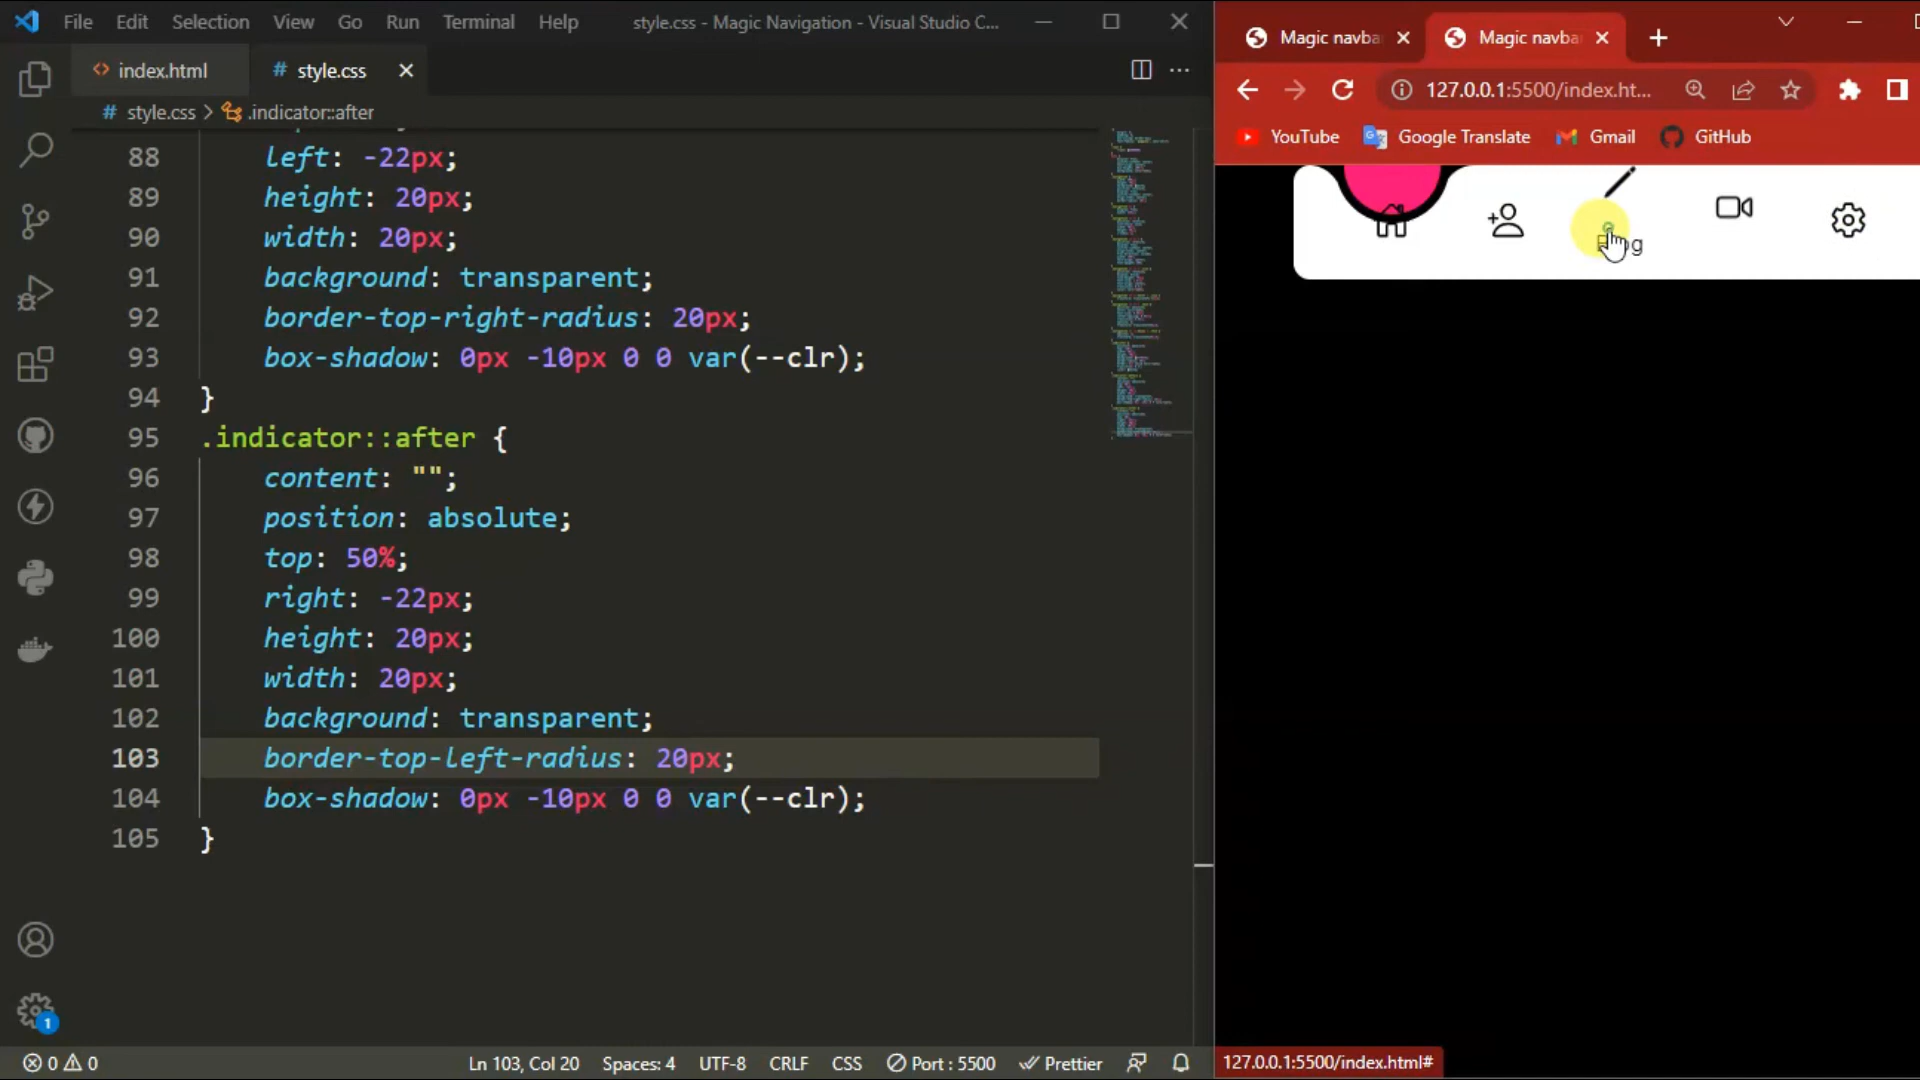 File Edit Selection View Go Run Terminal Help style.css - Magic Navigation - Visual Studio C...
index.html style.css
style.css > .indicator::after
88 left: -22px;
89 height: 20px;
90 width: 20px;
91 background: transparent;
92 border-top-right-radius: 20px;
93 box-shadow: 0px -10px 0 0 var(--clr);
94 }
95 .indicator::after {
96 content: "";
97 position: absolute;
98 top: 50%;
99 right: -22px;
100 height: 20px;
101 width: 20px;
102 background: transparent;
103 border-top-left-radius: 20px;
104 box-shadow: 0px -10px 0 0 var(--clr);
105 }
1
0 0 Ln 103, Col 20 Spaces: 4 UTF-8 CRLF CSS Port : 5500 Prettier
Magic navba Magic navba
127.0.0.1:5500/index.ht...
YouTube Google Translate Gmail GitHub
127.0.0.1:5500/index.html#